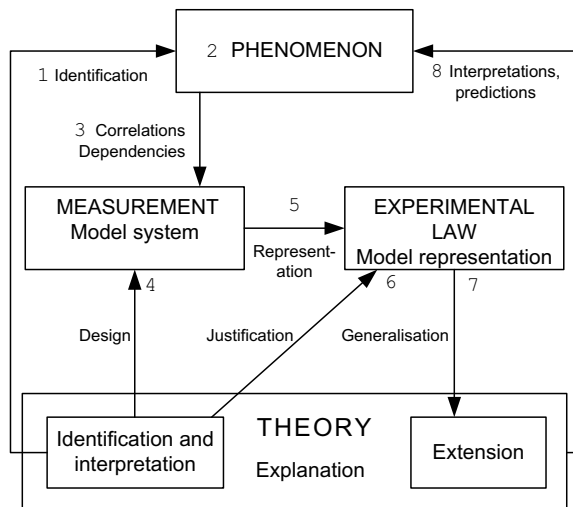 2 PHENOMENON
1 Identification
8 Interpretations,
predictions
3 Correlations
Dependencies
MEASUREMENT
Model system
5
Represent-
ation
EXPERIMENTAL
LAW
Model representation
4
6
7
Design
Justification
Generalisation
Identification and
interpretation
THEORY
Explanation
Extension